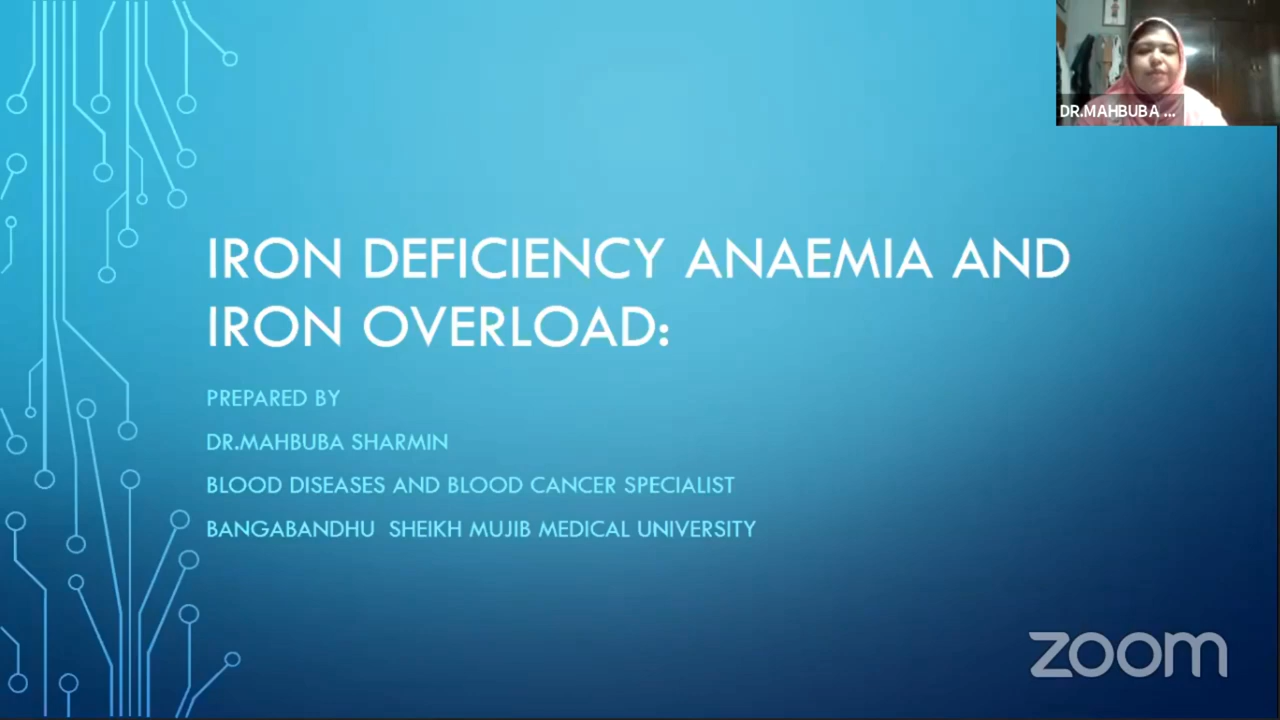 DR.MAHBUBA ...
IRON DEFICIENCY ANAEMIA AND
IRON OVERLOAD:
PREPARED BY
DR.MAHBUBA SHARMIN
BLOOD DISEASES AND BLOOD CANCER SPECIALIST
BANGABANDHU SHEIKH MUJIB MEDICAL UNIVERSITY
zoom